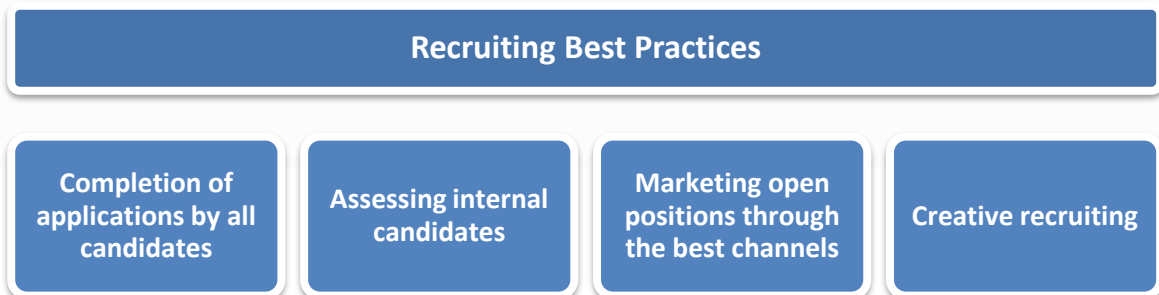 Recruiting Best Practices
Completion of
applications by all
candidates
Assessing internal
candidates
Marketing open
positions through
the best channels
Creative recruiting